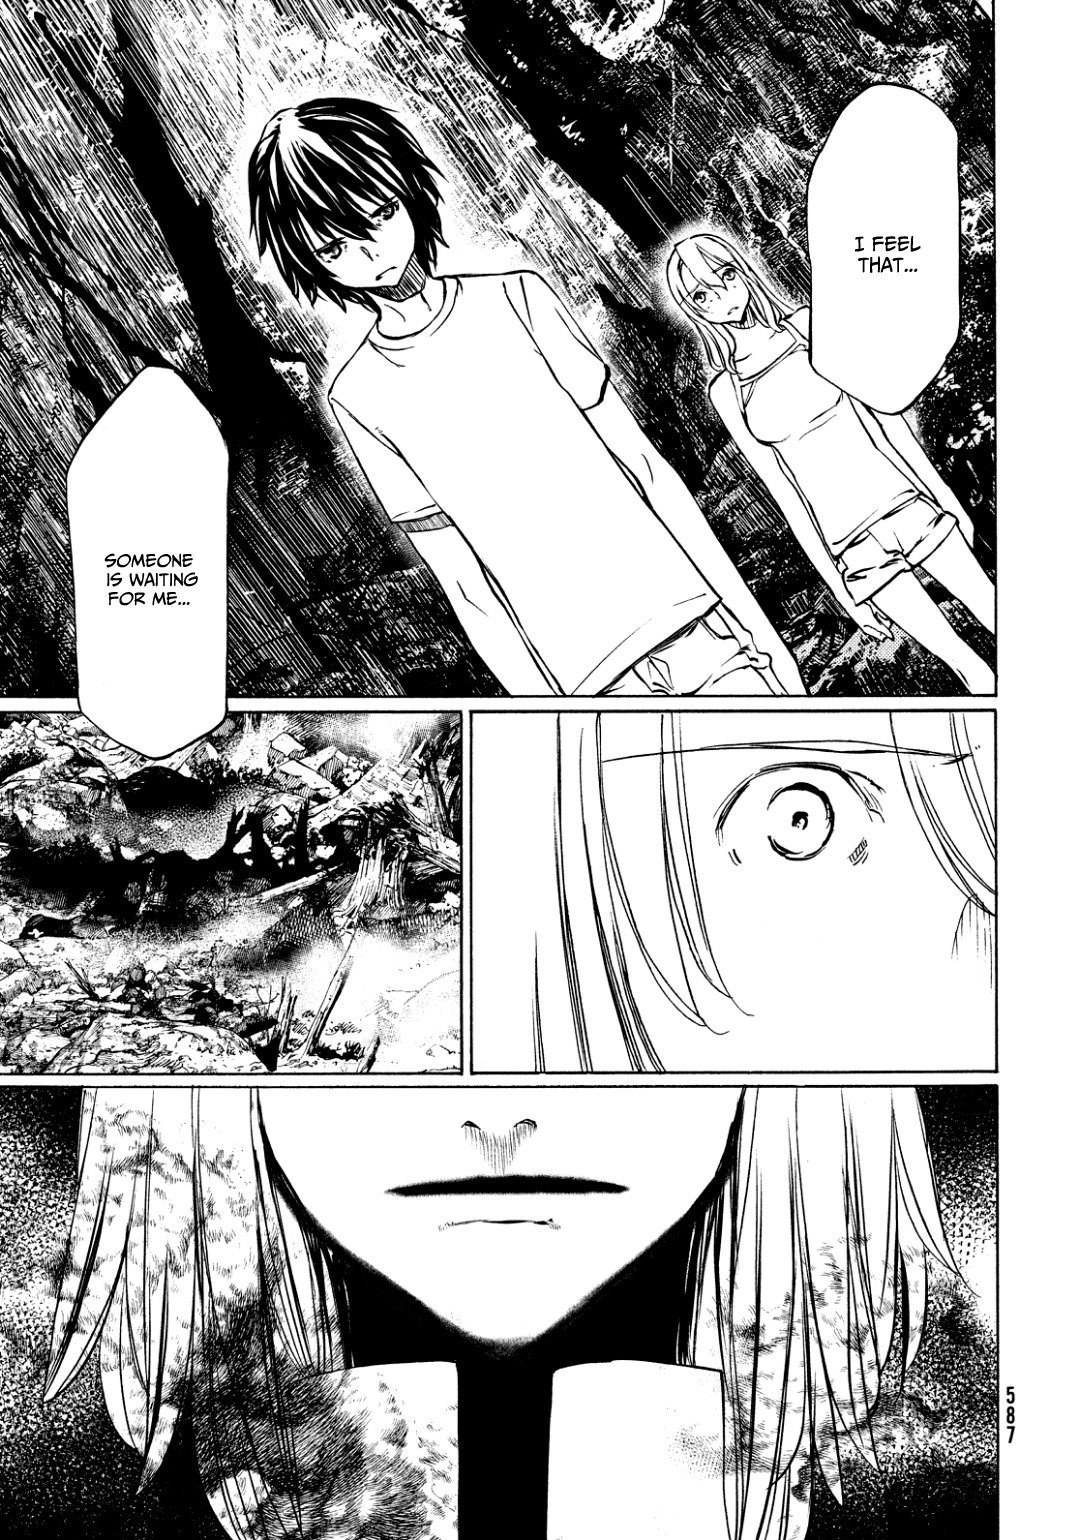 I FEEL
THAT...
SOMEONE
IS WAITING
FOR ME...
587